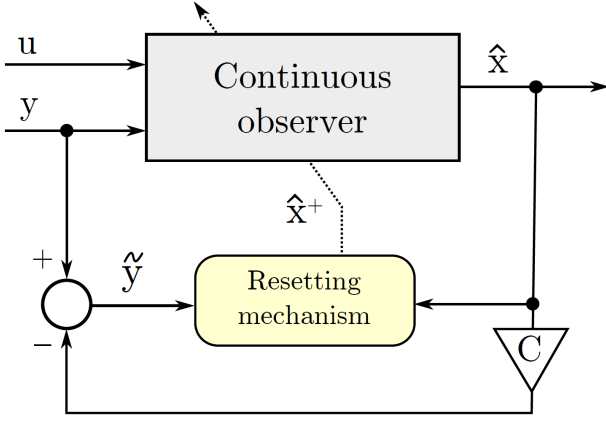 u
x̂
Continuous
observer
y
x̂⁺
+
ỹ
Resetting
mechanism
−
C